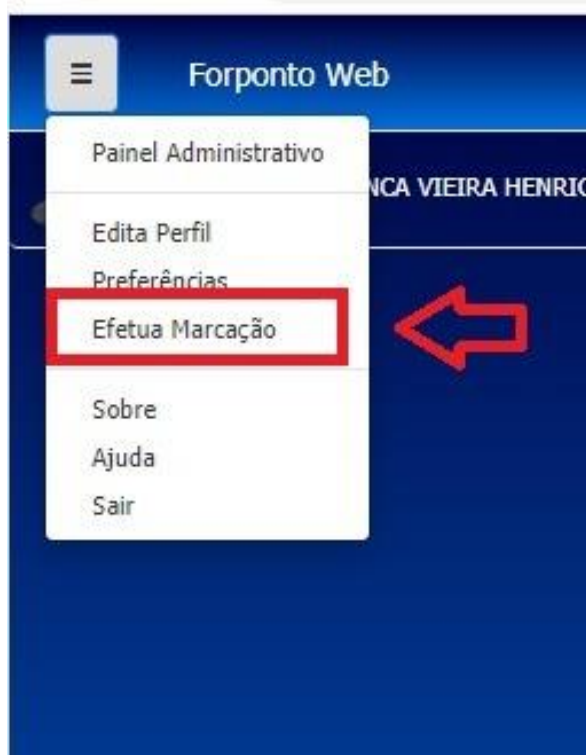 ☰ Forponto Web
Painel Administrativo
NCA VIEIRA HENRIC
Edita Perfil
Preferências
Efetua Marcação
Sobre
Ajuda
Sair